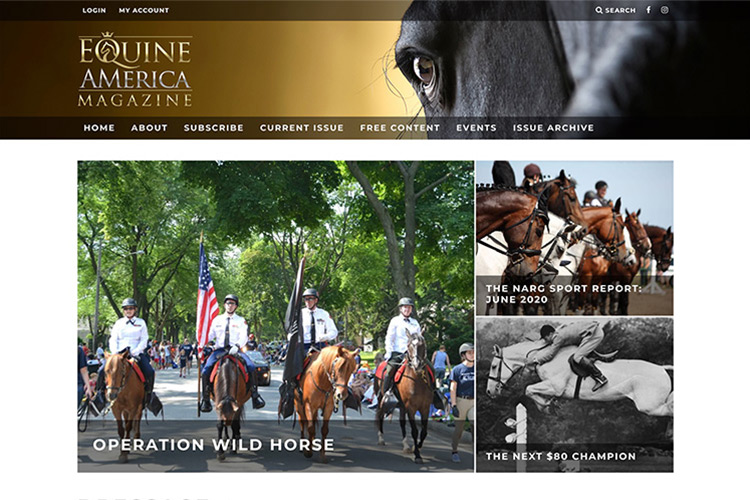 LOGIN MY ACCOUNT
SEARCH
EQUINE
AMERICA
MAGAZINE
HOME ABOUT SUBSCRIBE CURRENT ISSUE FREE CONTENT EVENTS ISSUE ARCHIVE
THE NARG SPORT REPORT:
JUNE 2020
OPERATION WILD HORSE
THE NEXT $80 CHAMPION